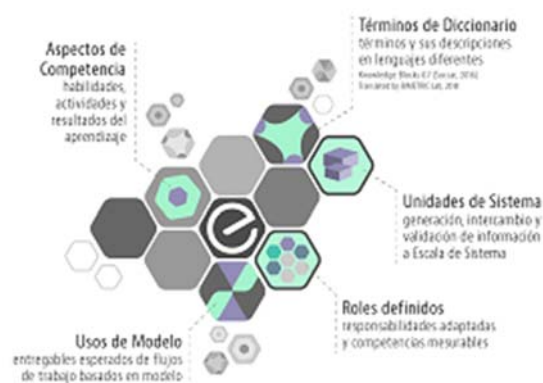 Aspectos de
Competencia
habilidades,
actividades y
resultados del
aprendizaje
Términos de Diccionario
términos y sus descripciones
en lenguajes diferentes
Unidades de Sistema
generación, intercambio y
validación de información
a Escala de Sistema
Roles definidos
responsabilidades adaptadas
y competencias mesurables
Usos de Modelo
entregables esperados de flujos
de trabajo basados en modelo
e